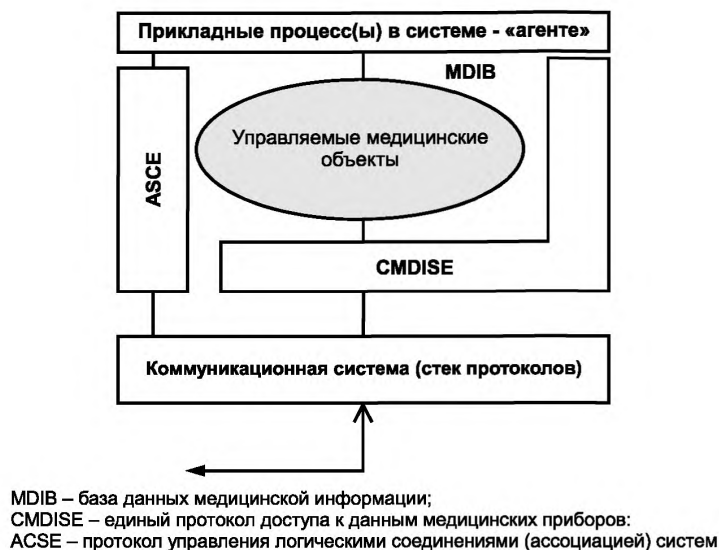 Прикладные процесс(ы) в системе - «агенте»
MDIB
Управляемые медицинские
объекты
ASCE
CMDISE
Коммуникационная система (стек протоколов)
MDIB – база данных медицинской информации;
CMDISE – единый протокол доступа к данным медицинских приборов:
ACSE – протокол управления логическими соединениями (ассоциацией) систем